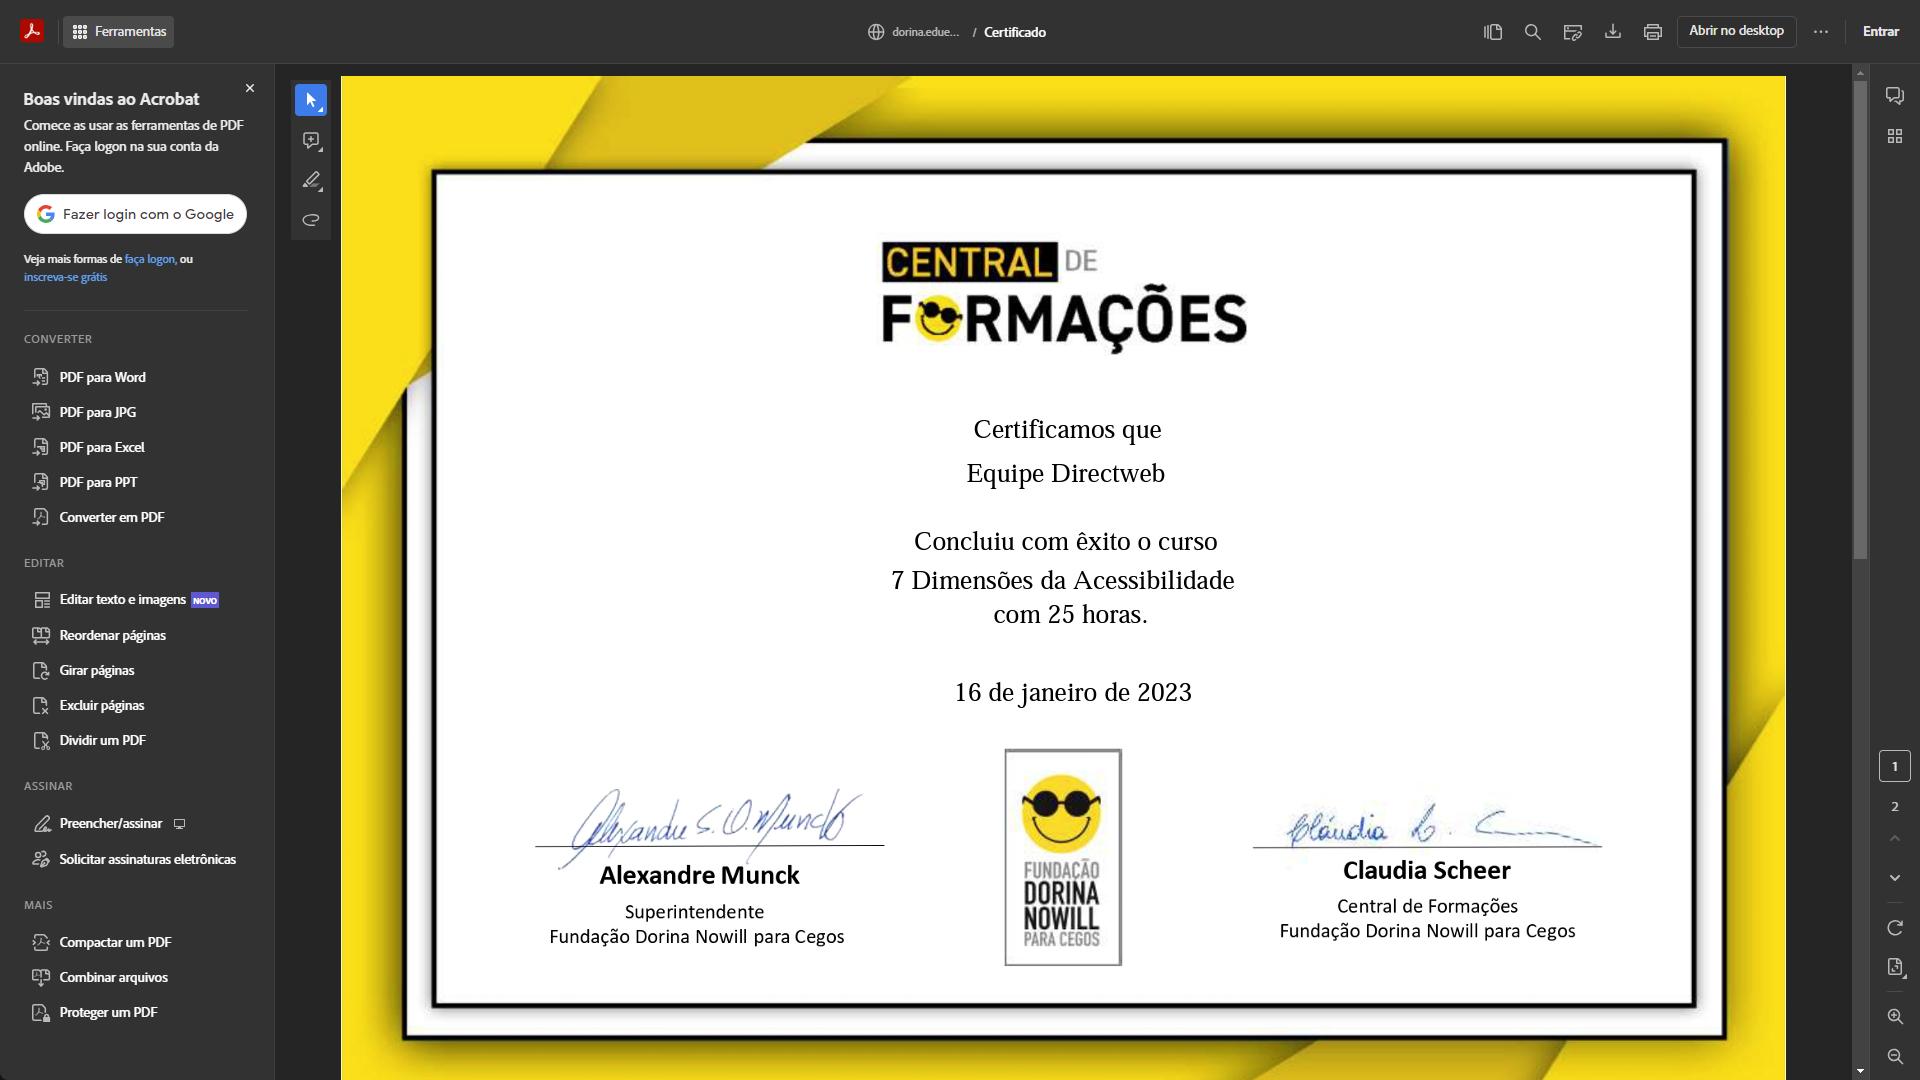 Ferramentas
dorina.edue... / Certificado
Abrir no desktop
Entrar
Boas vindas ao Acrobat
Comece as usar as ferramentas de PDF
online. Faça logon na sua conta da
Adobe.
Fazer login com o Google
Veja mais formas de faça logon, ou
inscreva-se grátis
CONVERTER
PDF para Word
PDF para JPG
PDF para Excel
PDF para PPT
Converter em PDF
EDITAR
Editar texto e imagens NOVO
Reordenar páginas
Girar páginas
Excluir páginas
Dividir um PDF
ASSINAR
Preencher/assinar
Solicitar assinaturas eletrônicas
MAIS
Compactar um PDF
Combinar arquivos
Proteger um PDF
CENTRAL DE
FORMAÇÕES
Certificamos que
Equipe Directweb
Concluiu com êxito o curso
7 Dimensões da Acessibilidade
com 25 horas.
16 de janeiro de 2023
Alexandre S. O. Munck
Alexandre Munck
Superintendente
Fundação Dorina Nowill para Cegos
FUNDAÇÃO
DORINA
NOWILL
PARA CEGOS
Cláudia
Claudia Scheer
Central de Formações
Fundação Dorina Nowill para Cegos
1
2